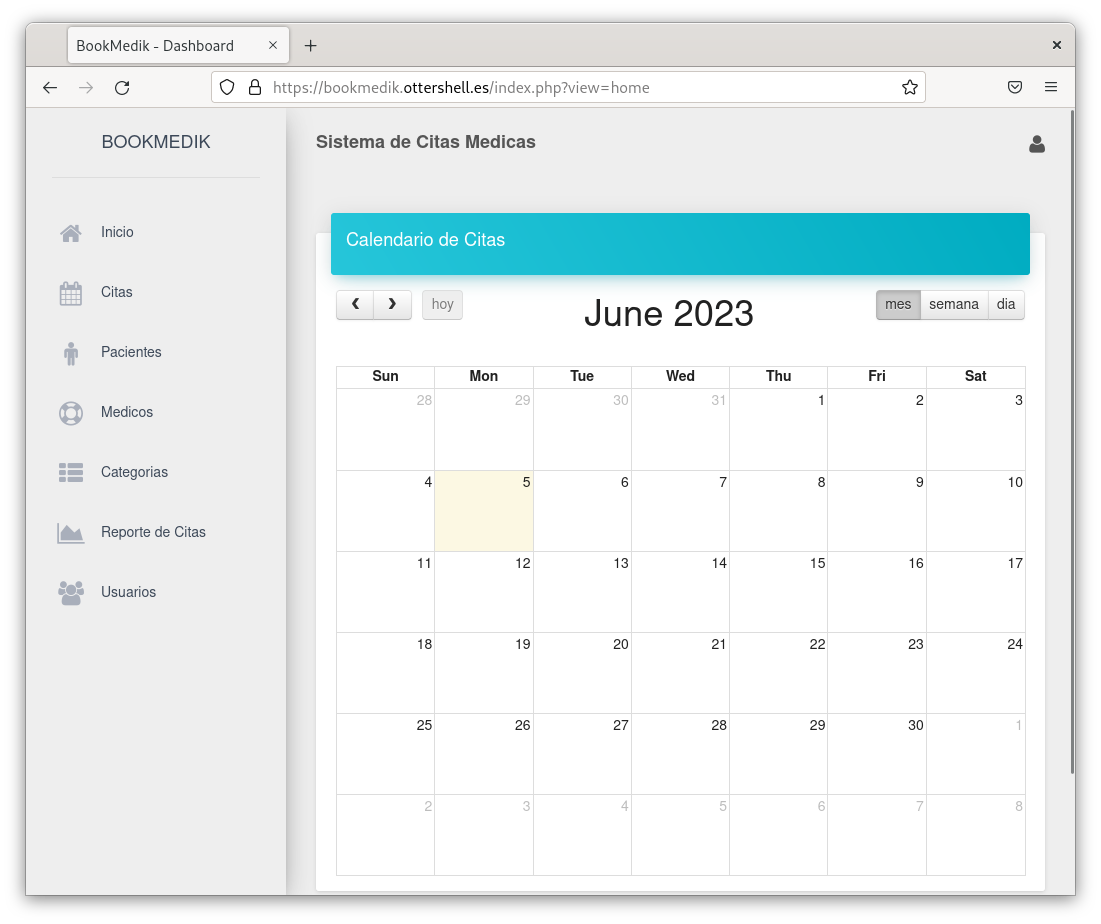 BookMedik - Dashboard
https://bookmedik.ottershell.es/index.php?view=home
BOOKMEDIK
Inicio
Citas
Pacientes
Medicos
Categorias
Reporte de Citas
Usuarios
Sistema de Citas Medicas
Calendario de Citas
hoy
June 2023
mes semana dia
Sun Mon Tue Wed Thu Fri Sat
28 29 30 31 1 2 3
4 5 6 7 8 9 10
11 12 13 14 15 16 17
18 19 20 21 22 23 24
25 26 27 28 29 30 1
2 3 4 5 6 7 8